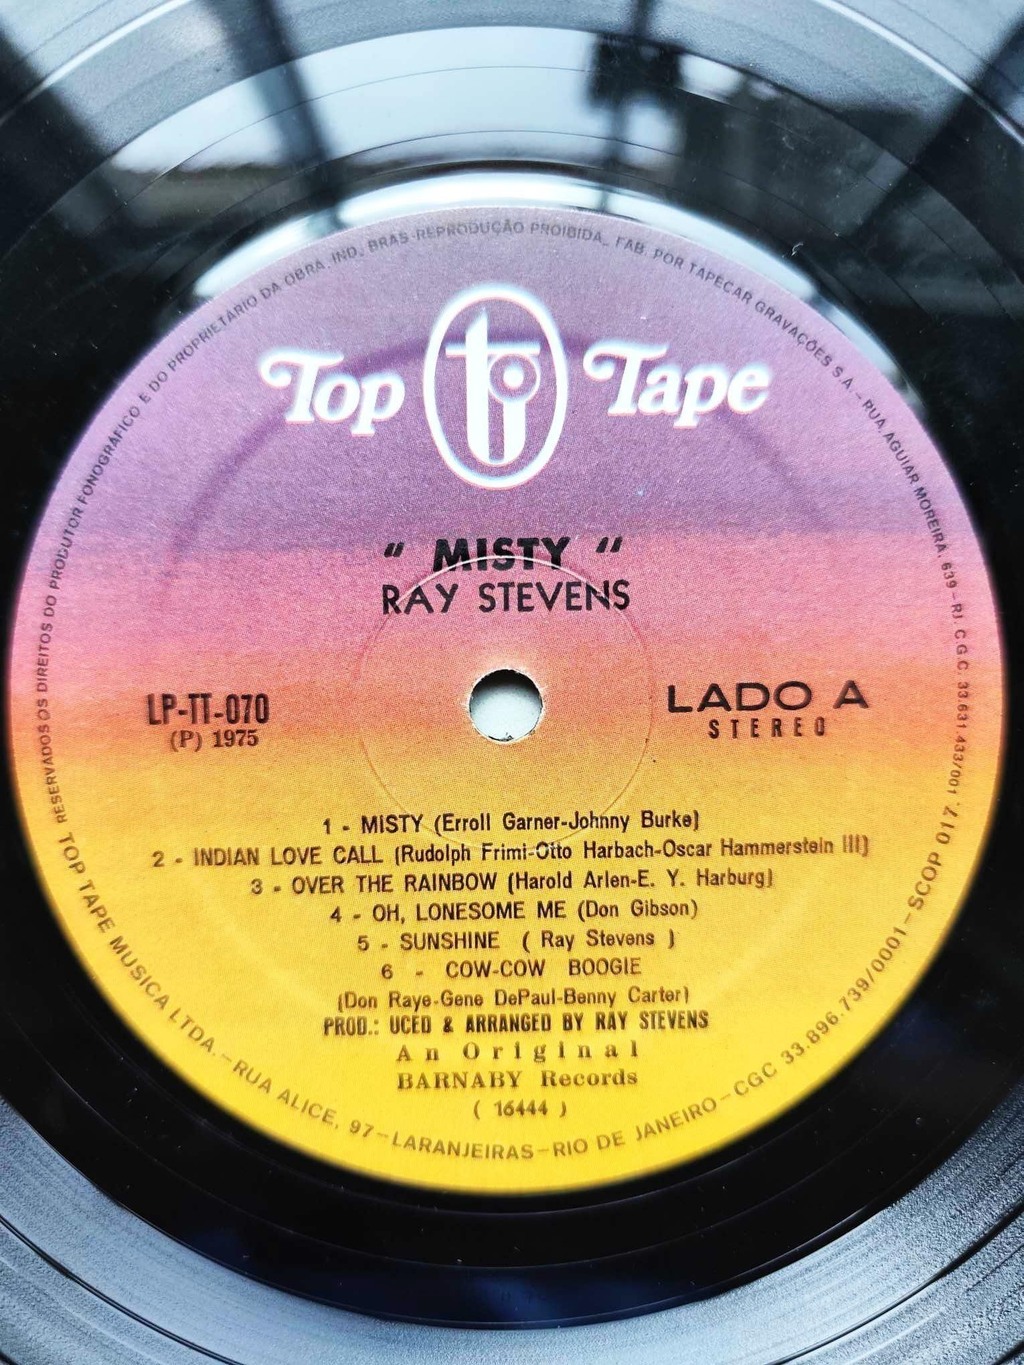 RESERVADOS OS DIREITOS DO PRODUTOR FONOGRÁFICO E DO PROPRIETÁRIO DA OBRA. IND. BRAS-REPRODUÇÃO PROIBIDA_ FAB. POR TAPECAR GRAVAÇÕES S.A. - RUA AGUIAR MOREIRA, 639 - RJ. C.G.C. 33.631.433/001
Top tt Tape
" MISTY "
RAY STEVENS
LP-TT-070
(P) 1975
LADO A
STEREO
1 - MISTY (Erroll Garner-Johnny Burke)
2 - INDIAN LOVE CALL (Rudolph Frimi-Otto Harbach-Oscar Hammerstein III)
3 - OVER THE RAINBOW (Harold Arlen-E. Y. Harburg)
4 - OH, LONESOME ME (Don Gibson)
5 - SUNSHINE ( Ray Stevens )
6 - COW-COW BOOGIE
(Don Raye-Gene DePaul-Benny Carter)
PROD.: UCED & ARRANGED BY RAY STEVENS
An Original
BARNABY Records
( 16444 )
TOP TAPE MUSICA LTDA. - RUA ALICE, 97 - LARANJEIRAS - RIO DE JANEIRO - CGC 33.896.739/0001 - SCOP 017.